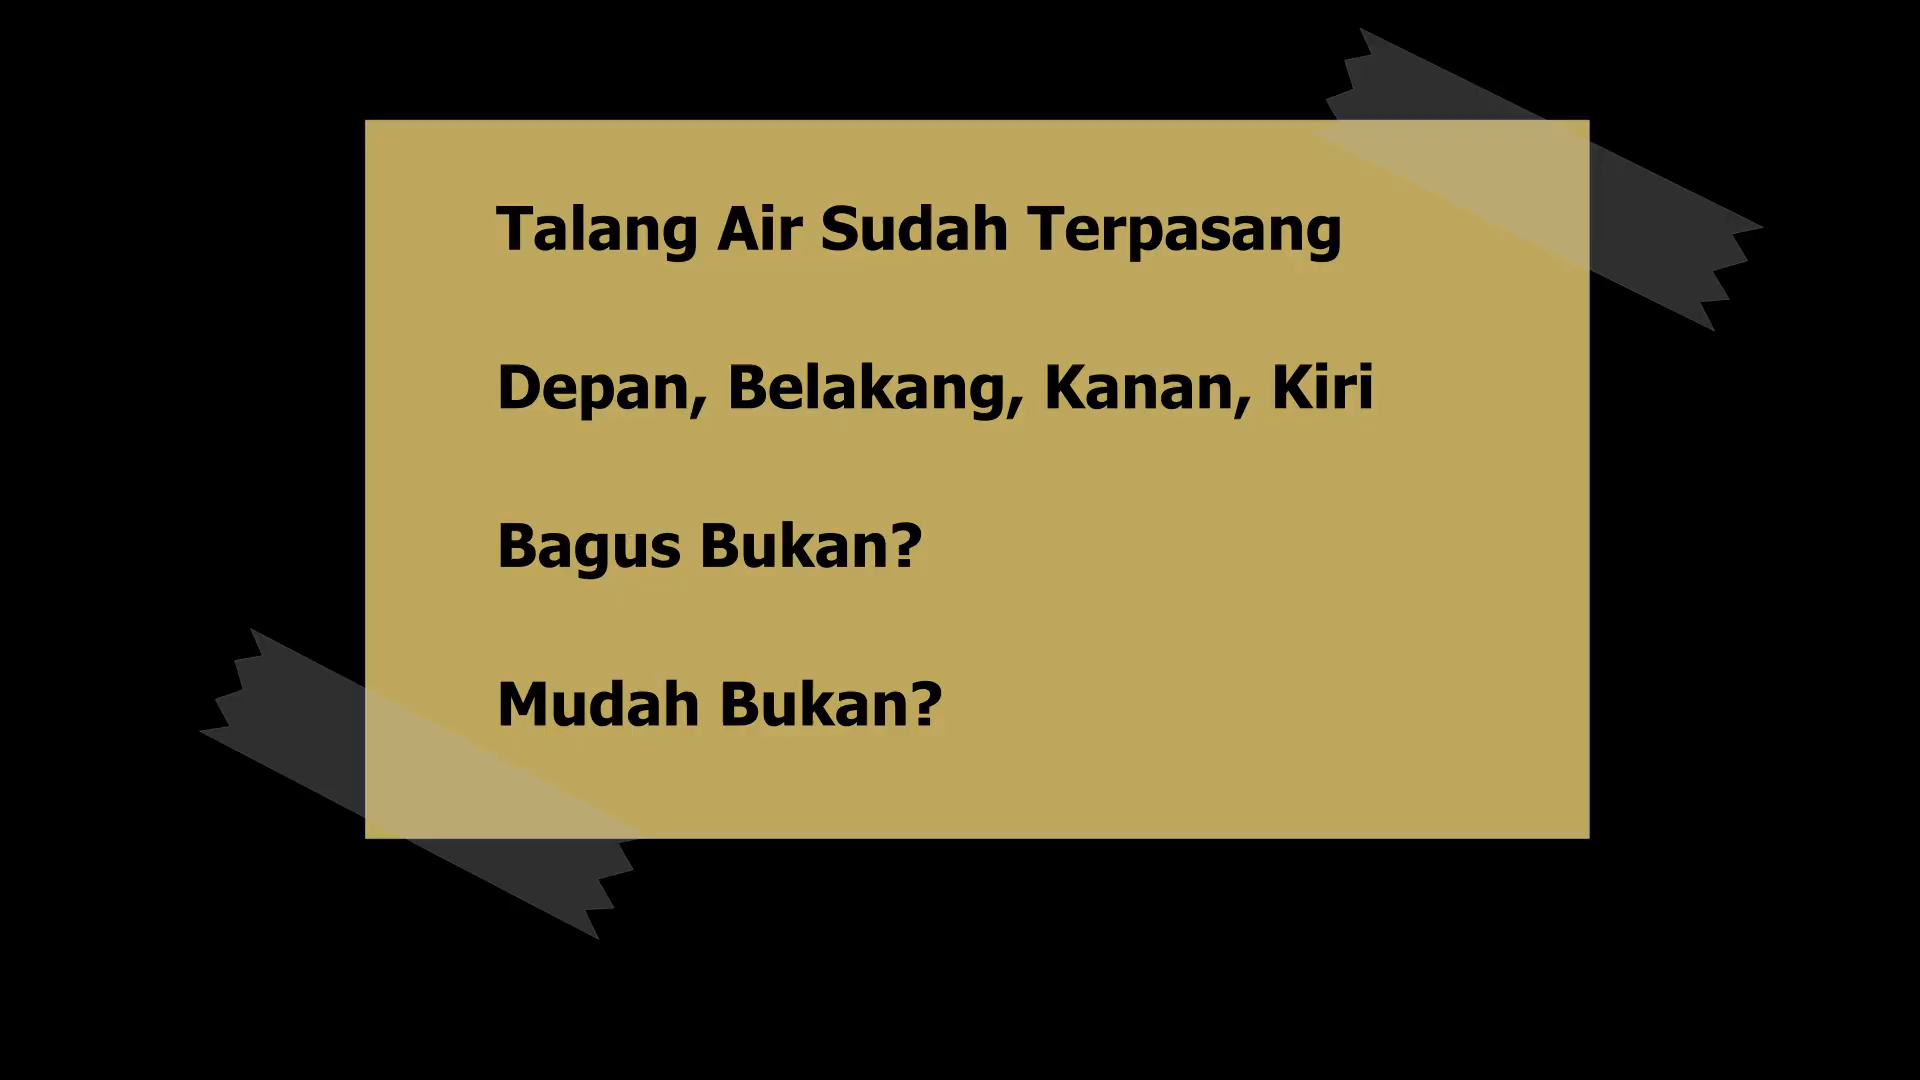 Talang Air Sudah Terpasang
Depan, Belakang, Kanan, Kiri
Bagus Bukan?
Mudah Bukan?